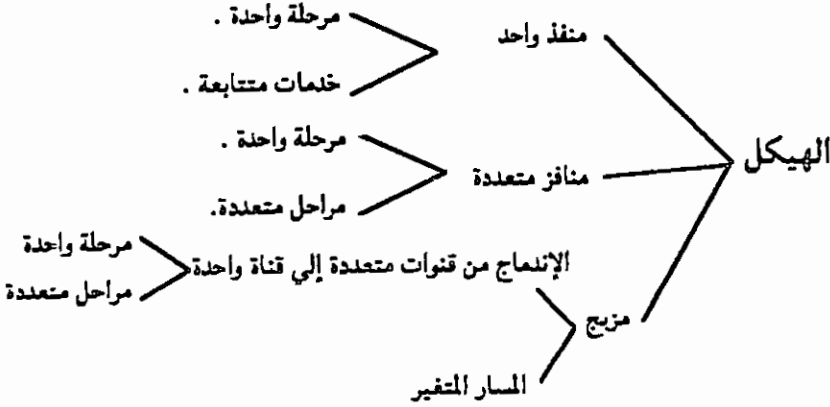 الهيكل
منفذ واحد
مرحلة واحدة .
خدمات متتابعة .
منافز متعددة
مرحلة واحدة .
مراحل متعددة.
مزيج
الإندماج من قنوات متعددة إلي قناة واحدة
مرحلة واحدة
مراحل متعددة
المسار المتغير